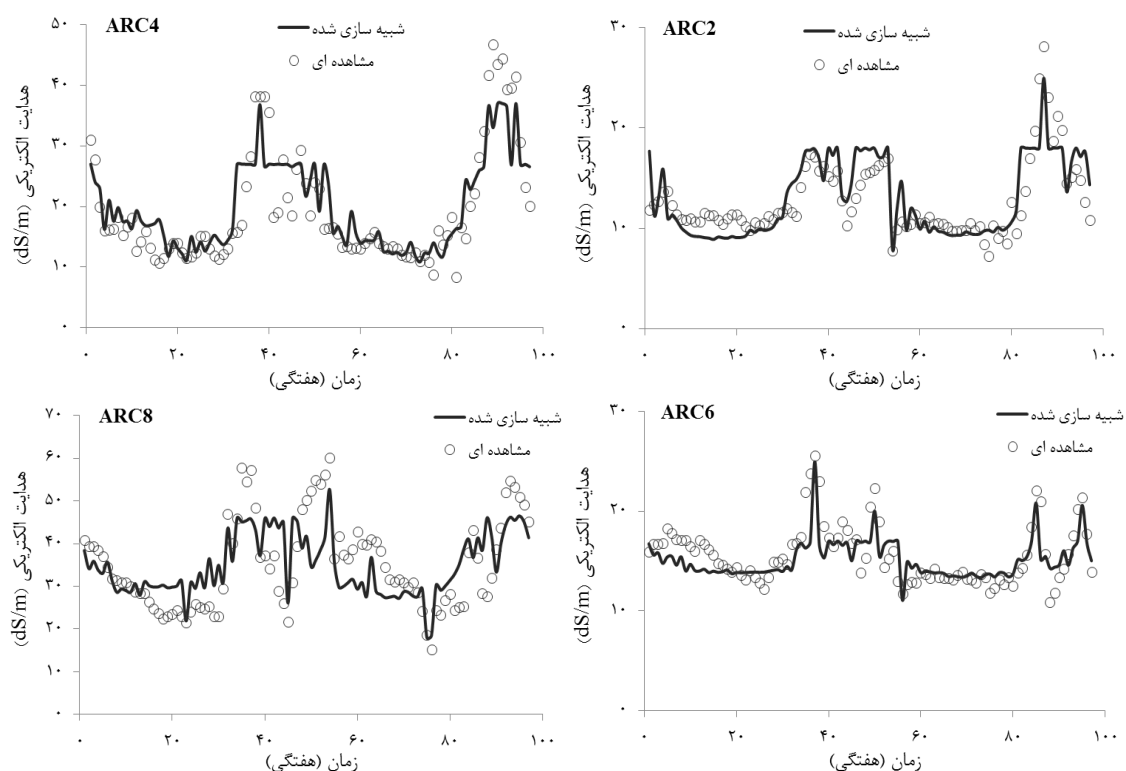 ARC4
شبیه سازی شده
مشاهده ای
هدایت الکتریکی (dS/m)
۵۰
۴۰
۳۰
۲۰
۱۰
۰
۰ ۲۰ ۴۰ ۶۰ ۸۰ ۱۰۰
زمان (هفتگی)
ARC2
شبیه سازی شده
مشاهده ای
هدایت الکتریکی (dS/m)
۳۰
۲۰
۱۰
۰
۰ ۲۰ ۴۰ ۶۰ ۸۰ ۱۰۰
زمان (هفتگی)
ARC8
شبیه سازی شده
مشاهده ای
هدایت الکتریکی (dS/m)
۷۰
۶۰
۵۰
۴۰
۳۰
۲۰
۱۰
۰
۰ ۲۰ ۴۰ ۶۰ ۸۰ ۱۰۰
زمان (هفتگی)
ARC6
شبیه سازی شده
مشاهده ای
هدایت الکتریکی (dS/m)
۳۰
۲۰
۱۰
۰
۰ ۲۰ ۴۰ ۶۰ ۸۰ ۱۰۰
زمان (هفتگی)